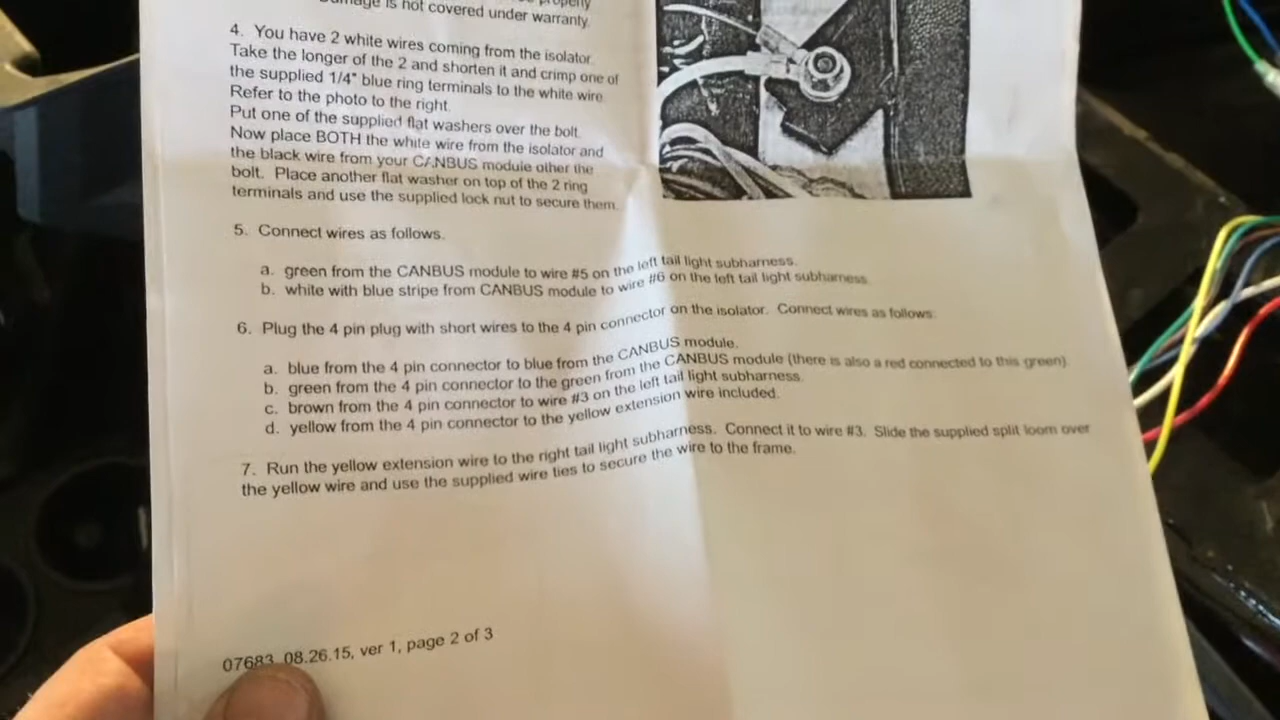 is not covered under warranty.
4. You have 2 white wires coming from the isolator.
Take the longer of the 2 and shorten it and crimp one of
the supplied 1/4" blue ring terminals to the white wire.
Refer to the photo to the right.
Put one of the supplied flat washers over the bolt.
Now place BOTH the white wire from the isolator and
the black wire from your CANBUS module other the
bolt. Place another flat washer on top of the 2 ring
terminals and use the supplied lock nut to secure them.
5. Connect wires as follows.
a. green from the CANBUS module to wire #5 on the left tail light subharness.
b. white with blue stripe from CANBUS module to wire #6 on the left tail light subharness.
6. Plug the 4 pin plug with short wires to the 4 pin connector on the isolator. Connect wires as follows:
a. blue from the 4 pin connector to blue from the CANBUS module.
b. green from the 4 pin connector to the green from the CANBUS module (there is also a red connected to this green).
c. brown from the 4 pin connector to wire #3 on the left tail light subharness.
d. yellow from the 4 pin connector to the yellow extension wire included.
7. Run the yellow extension wire to the right tail light subharness. Connect it to wire #3. Slide the supplied split loom over
the yellow wire and use the supplied wire ties to secure the wire to the frame.
07683 08.26.15, ver 1, page 2 of 3